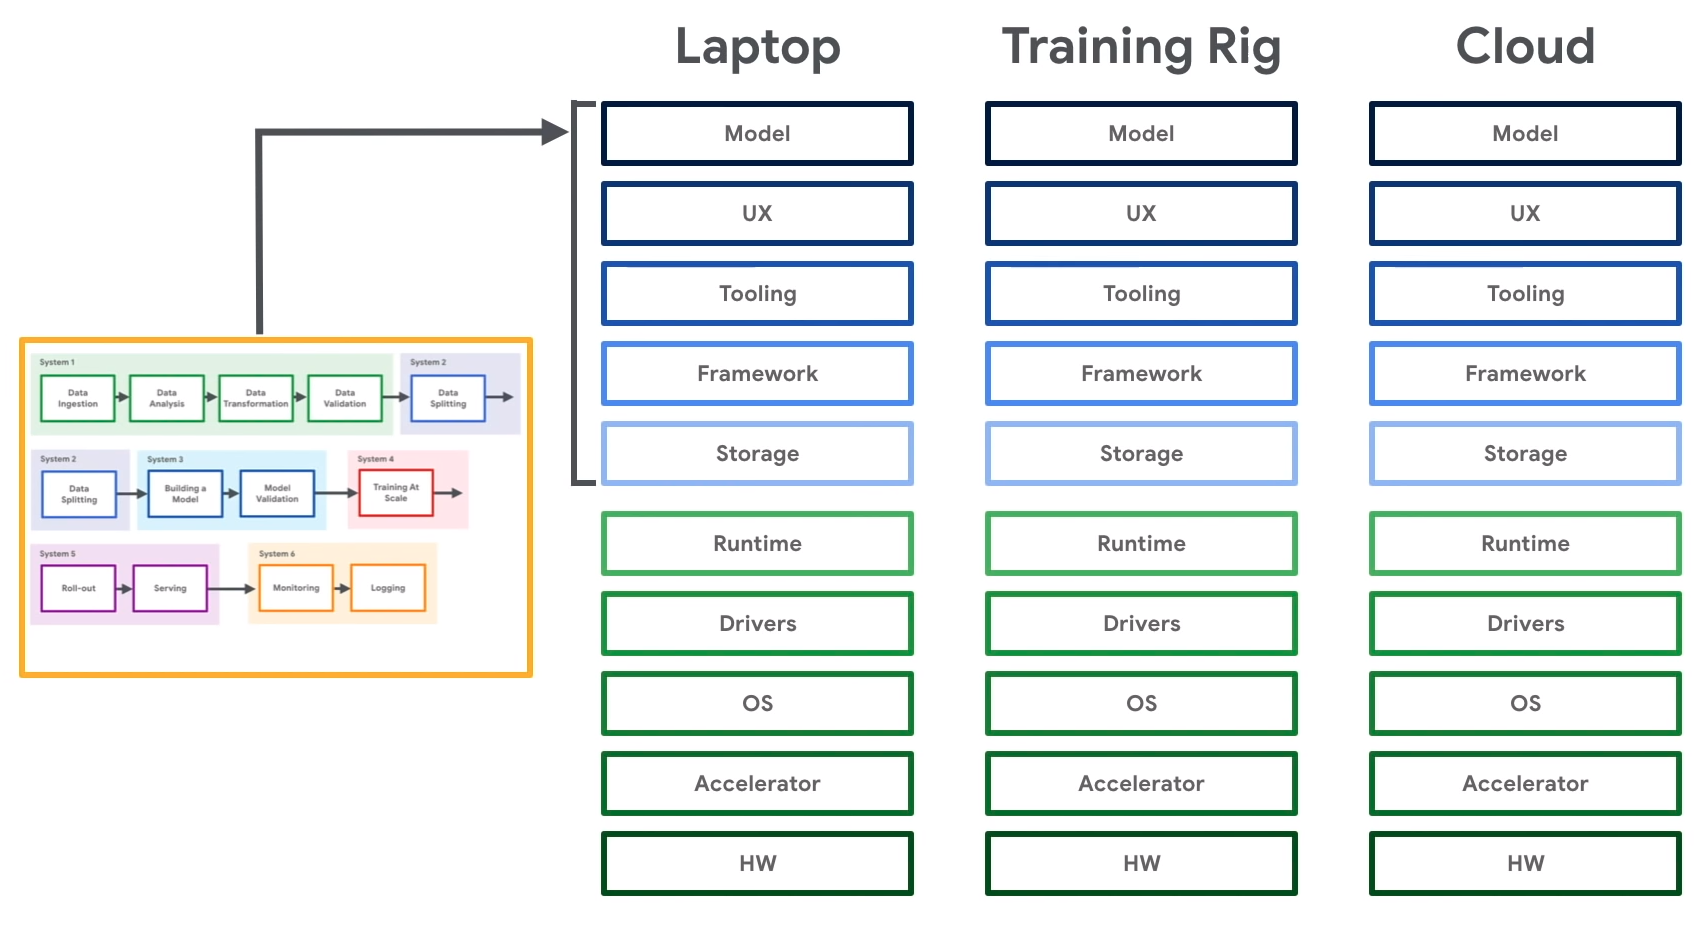 Laptop Training Rig Cloud
Model Model Model
UX UX UX
Tooling Tooling Tooling
Framework Framework Framework
Storage Storage Storage
Runtime Runtime Runtime
Drivers Drivers Drivers
OS OS OS
Accelerator Accelerator Accelerator
HW HW HW
System 1
Data
Ingestion
Data
Analysis
Data
Transformation
Data
Validation
System 2
Data
Splitting
System 2
Data
Splitting
System 3
Building a
Model
Model
Validation
System 4
Training At
Scale
System 5
Roll-out
Serving
System 6
Monitoring
Logging